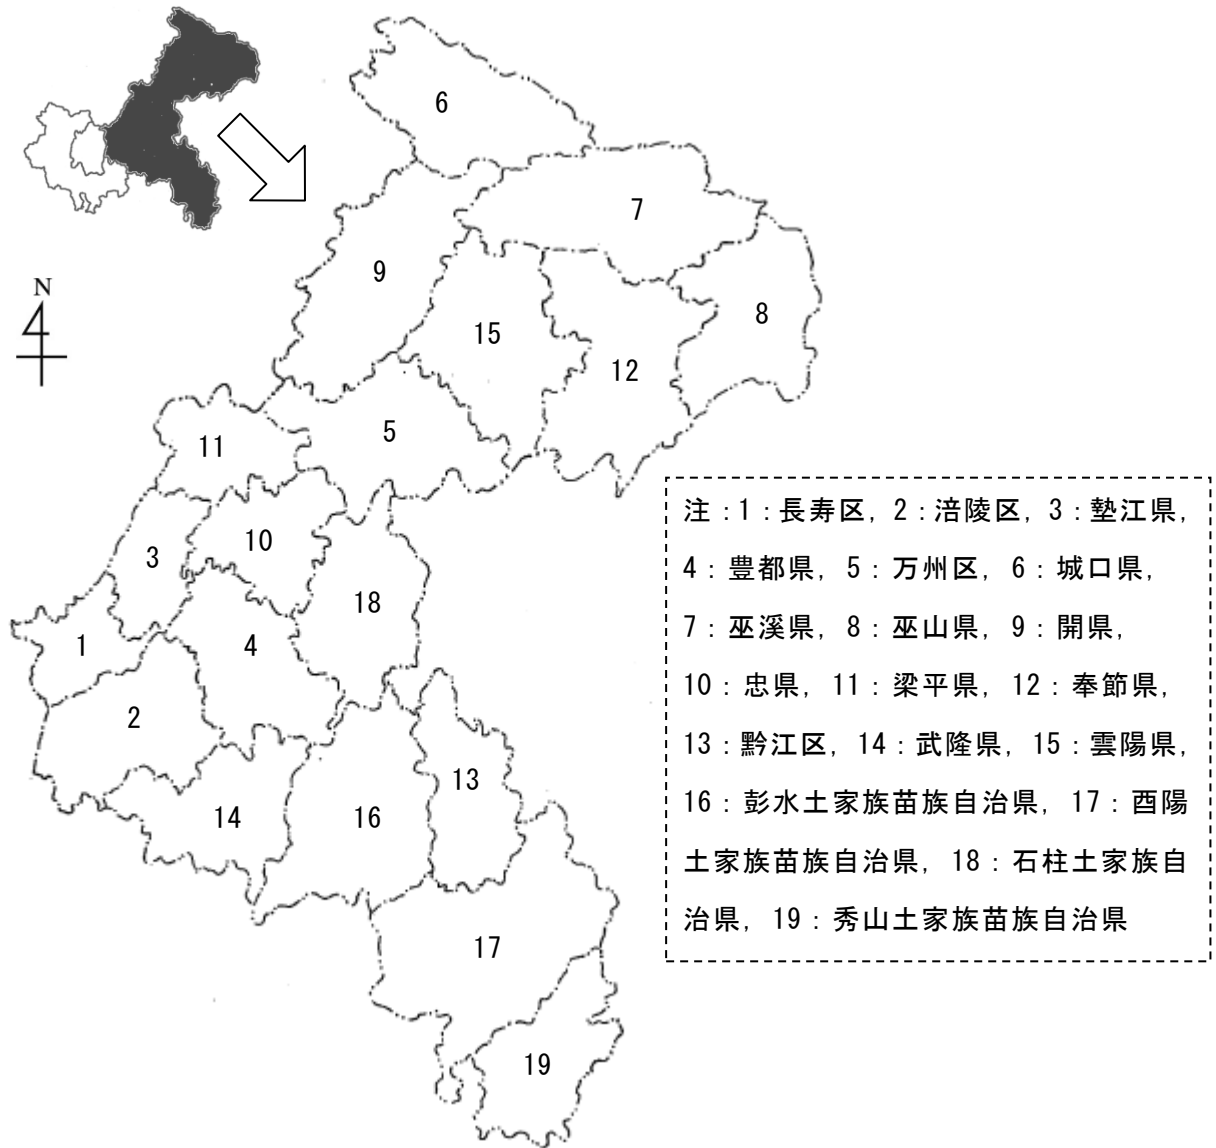 6
7
N
9
8
15
12
5
11
注：1：長寿区，2：涪陵区，3：墊江県，
4：豊都県，5：万州区，6：城口県，
7：巫溪県，8：巫山県，9：開県，
10：忠県，11：梁平県，12：奉節県，
13：黔江区，14：武隆県，15：雲陽県，
16：彭水土家族苗族自治県，17：酉陽
土家族苗族自治県，18：石柱土家族自
治県，19：秀山土家族苗族自治県
10
3
18
1
4
2
13
14
16
17
19